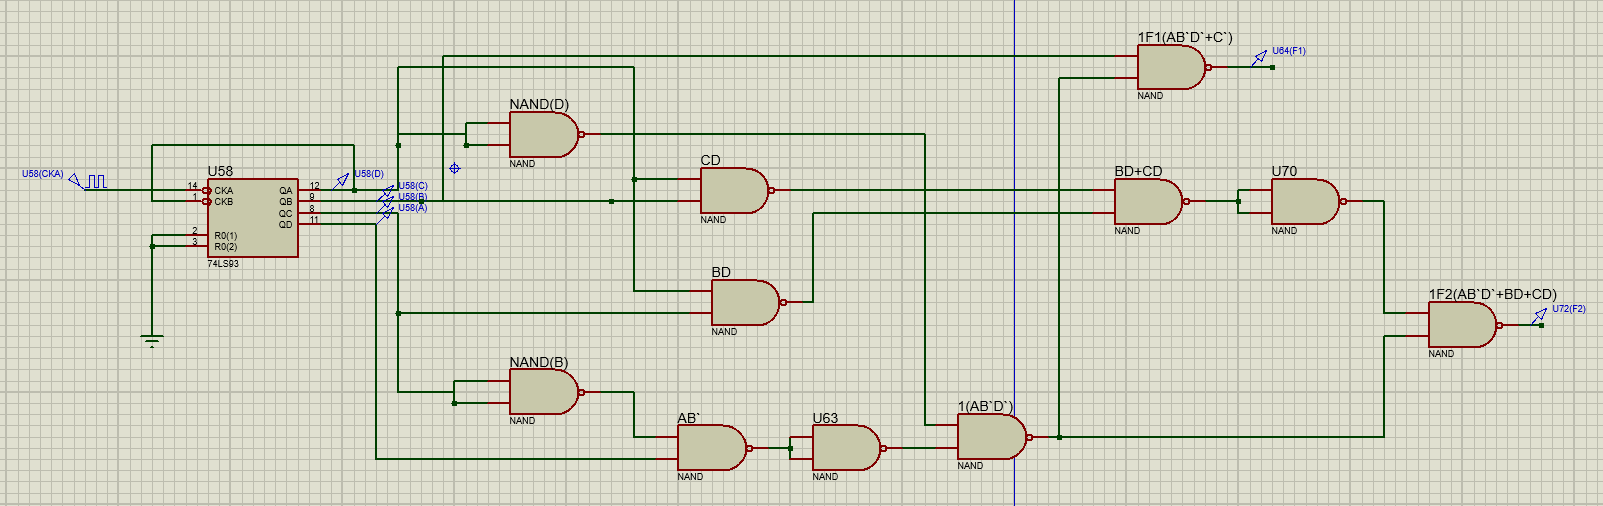 1F1(AB`D`+C`)
U64(F1)
NAND
NAND(D)
NAND
U58(CKA)
U58
U58(D)
14
CKA
QA
12
U58(C)
1
CKB
QB
9
U58(B)
QC
8
U58(A)
QD
11
2
R0(1)
3
R0(2)
74LS93
CD
NAND
BD+CD
NAND
U70
NAND
BD
NAND
1F2(AB`D`+BD+CD)
U72(F2)
NAND
NAND(B)
NAND
AB`
NAND
U63
NAND
1(AB`D`)
NAND